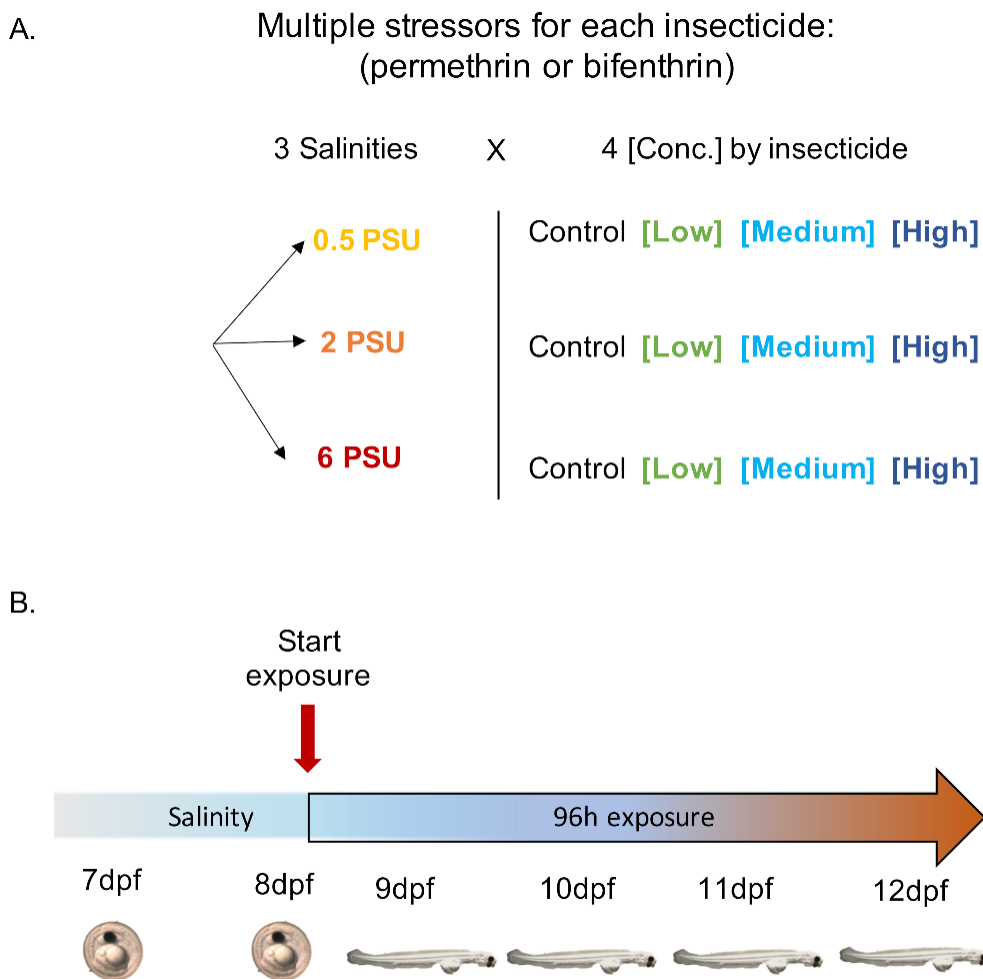 A.
Multiple stressors for each insecticide:
(permethrin or bifenthrin)
3 Salinities X 4 [Conc.] by insecticide
0.5 PSU Control [Low] [Medium] [High]
2 PSU Control [Low] [Medium] [High]
6 PSU Control [Low] [Medium] [High]
B.
Start
exposure
Salinity 96h exposure
7dpf 8dpf 9dpf 10dpf 11dpf 12dpf